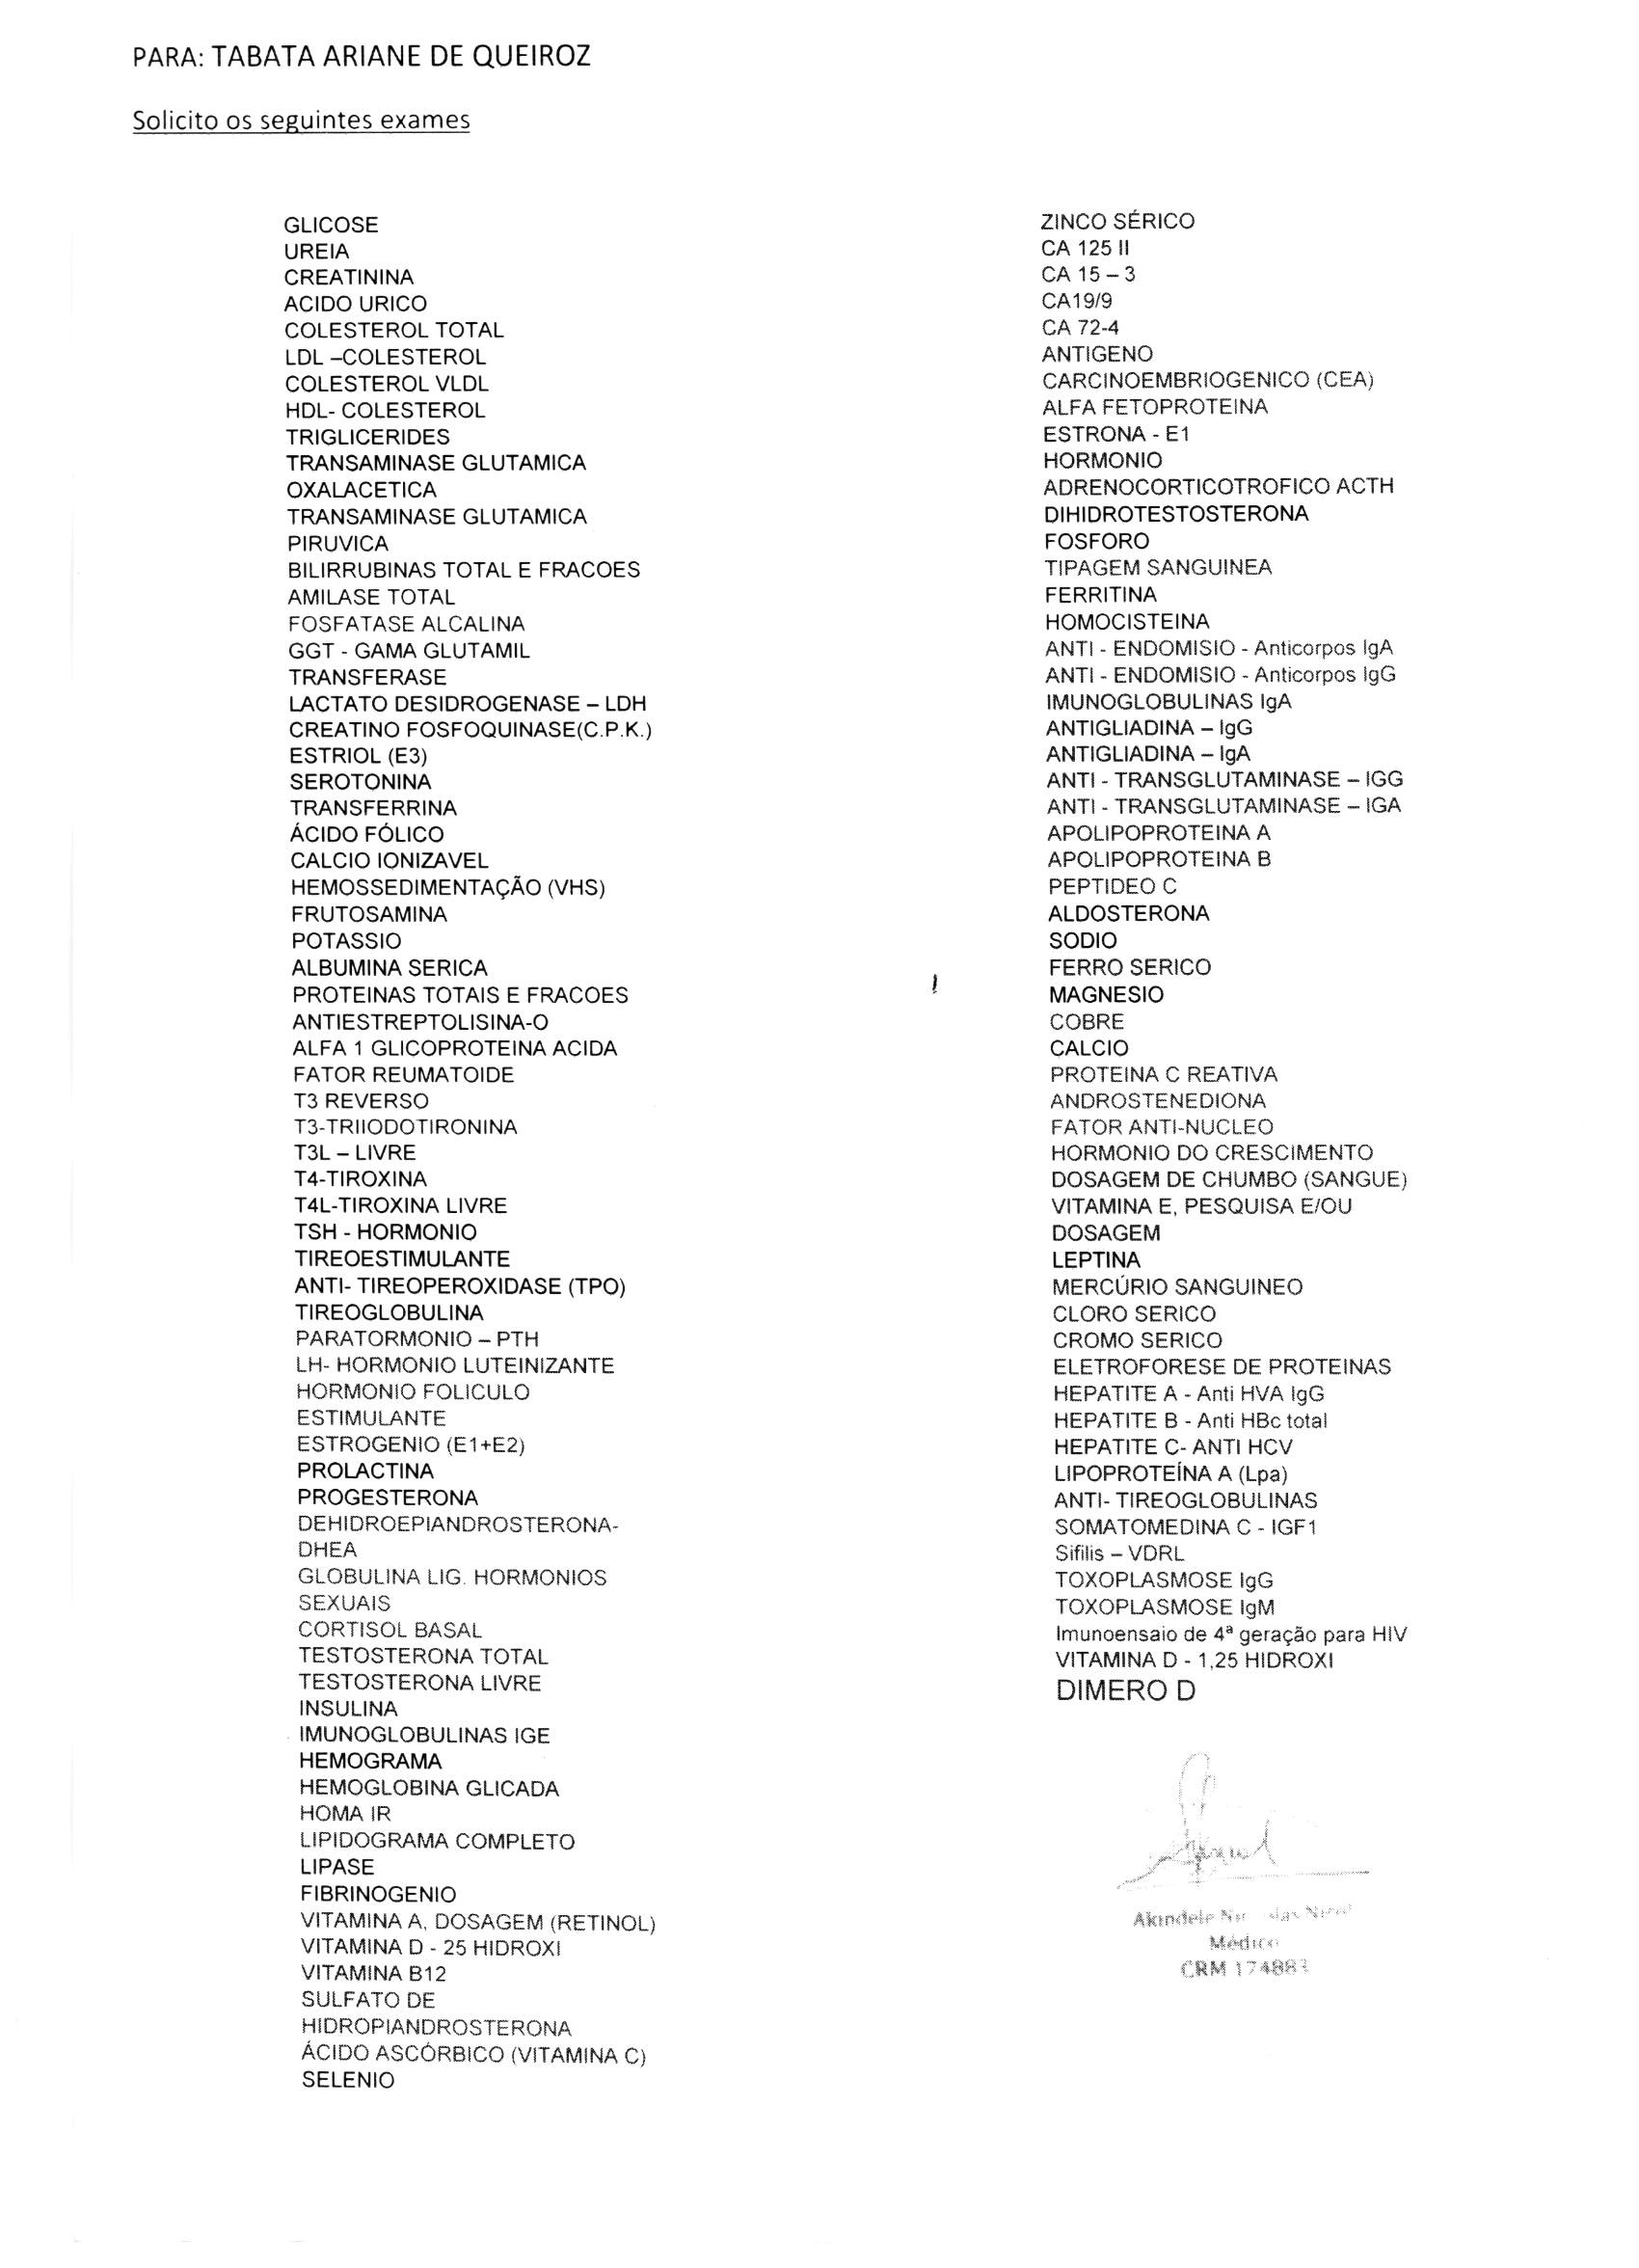 PARA: TABATA ARIANE DE QUEIROZ
Solicito os seguintes exames
GLICOSE
UREIA
CREATININA
ACIDO URICO
COLESTEROL TOTAL
LDL –COLESTEROL
COLESTEROL VLDL
HDL- COLESTEROL
TRIGLICERIDES
TRANSAMINASE GLUTAMICA
OXALACETICA
TRANSAMINASE GLUTAMICA
PIRUVICA
BILIRRUBINAS TOTAL E FRACOES
AMILASE TOTAL
FOSFATASE ALCALINA
GGT - GAMA GLUTAMIL
TRANSFERASE
LACTATO DESIDROGENASE – LDH
CREATINO FOSFOQUINASE(C.P.K.)
ESTRIOL (E3)
SEROTONINA
TRANSFERRINA
ÁCIDO FÓLICO
CALCIO IONIZAVEL
HEMOSSEDIMENTAÇÃO (VHS)
FRUTOSAMINA
POTASSIO
ALBUMINA SERICA
PROTEINAS TOTAIS E FRACOES
ANTIESTREPTOLISINA-O
ALFA 1 GLICOPROTEINA ACIDA
FATOR REUMATOIDE
T3 REVERSO
T3-TRIIODOTIRONINA
T3L – LIVRE
T4-TIROXINA
T4L-TIROXINA LIVRE
TSH - HORMONIO
TIREOESTIMULANTE
ANTI- TIREOPEROXIDASE (TPO)
TIREOGLOBULINA
PARATORMONIO – PTH
LH- HORMONIO LUTEINIZANTE
HORMONIO FOLICULO
ESTIMULANTE
ESTROGENIO (E1+E2)
PROLACTINA
PROGESTERONA
DEHIDROEPIANDROSTERONA-
DHEA
GLOBULINA LIG. HORMONIOS
SEXUAIS
CORTISOL BASAL
TESTOSTERONA TOTAL
TESTOSTERONA LIVRE
INSULINA
IMUNOGLOBULINAS IGE
HEMOGRAMA
HEMOGLOBINA GLICADA
HOMA IR
LIPIDOGRAMA COMPLETO
LIPASE
FIBRINOGENIO
VITAMINA A, DOSAGEM (RETINOL)
VITAMINA D - 25 HIDROXI
VITAMINA B12
SULFATO DE
HIDROPIANDROSTERONA
ÁCIDO ASCÓRBICO (VITAMINA C)
SELENIO
ZINCO SÉRICO
CA 125 II
CA 15 – 3
CA19/9
CA 72-4
ANTIGENO
CARCINOEMBRIOGENICO (CEA)
ALFA FETOPROTEINA
ESTRONA - E1
HORMONIO
ADRENOCORTICOTROFICO ACTH
DIHIDROTESTOSTERONA
FOSFORO
TIPAGEM SANGUINEA
FERRITINA
HOMOCISTEINA
ANTI - ENDOMISIO - Anticorpos IgA
ANTI - ENDOMISIO - Anticorpos IgG
IMUNOGLOBULINAS IgA
ANTIGLIADINA – IgG
ANTIGLIADINA – IgA
ANTI - TRANSGLUTAMINASE – IGG
ANTI - TRANSGLUTAMINASE – IGA
APOLIPOPROTEINA A
APOLIPOPROTEINA B
PEPTIDEO C
ALDOSTERONA
SODIO
FERRO SERICO
MAGNESIO
COBRE
CALCIO
PROTEINA C REATIVA
ANDROSTENEDIONA
FATOR ANTI-NUCLEO
HORMONIO DO CRESCIMENTO
DOSAGEM DE CHUMBO (SANGUE)
VITAMINA E, PESQUISA E/OU
DOSAGEM
LEPTINA
MERCÚRIO SANGUINEO
CLORO SERICO
CROMO SERICO
ELETROFORESE DE PROTEINAS
HEPATITE A - Anti HVA IgG
HEPATITE B - Anti HBc total
HEPATITE C- ANTI HCV
LIPOPROTEÍNA A (Lpa)
ANTI- TIREOGLOBULINAS
SOMATOMEDINA C - IGF1
Sifilis – VDRL
TOXOPLASMOSE IgG
TOXOPLASMOSE IgM
Imunoensaio de 4ª geração para HIV
VITAMINA D - 1,25 HIDROXI
DIMERO D
Akindele
Médico
CRM 174883